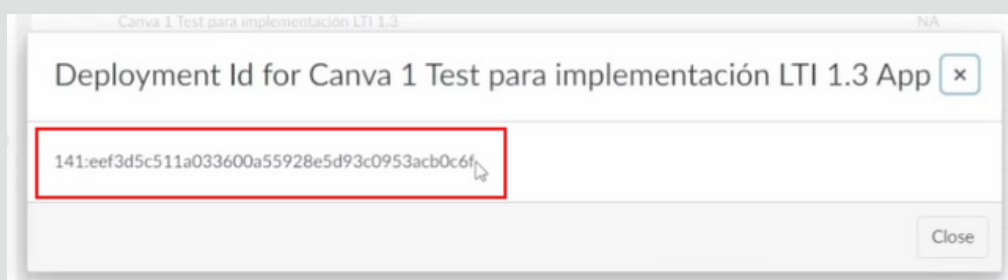 Canva 1 Test para implementación LTI 1.3 NA
Deployment Id for Canva 1 Test para implementación LTI 1.3 App ×
141:eef3d5c511a033600a55928e5d93c0953acb0c6f
Close